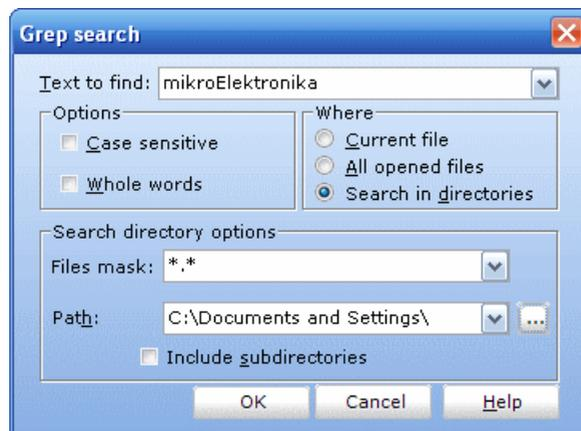 Grep search
Text to find: mikroElektronika
Options
Where
Case sensitive
Whole words
Current file
All opened files
Search in directories
Search directory options
Files mask: *.*
Path: C:\Documents and Settings\ ...
Include subdirectories
OK Cancel Help